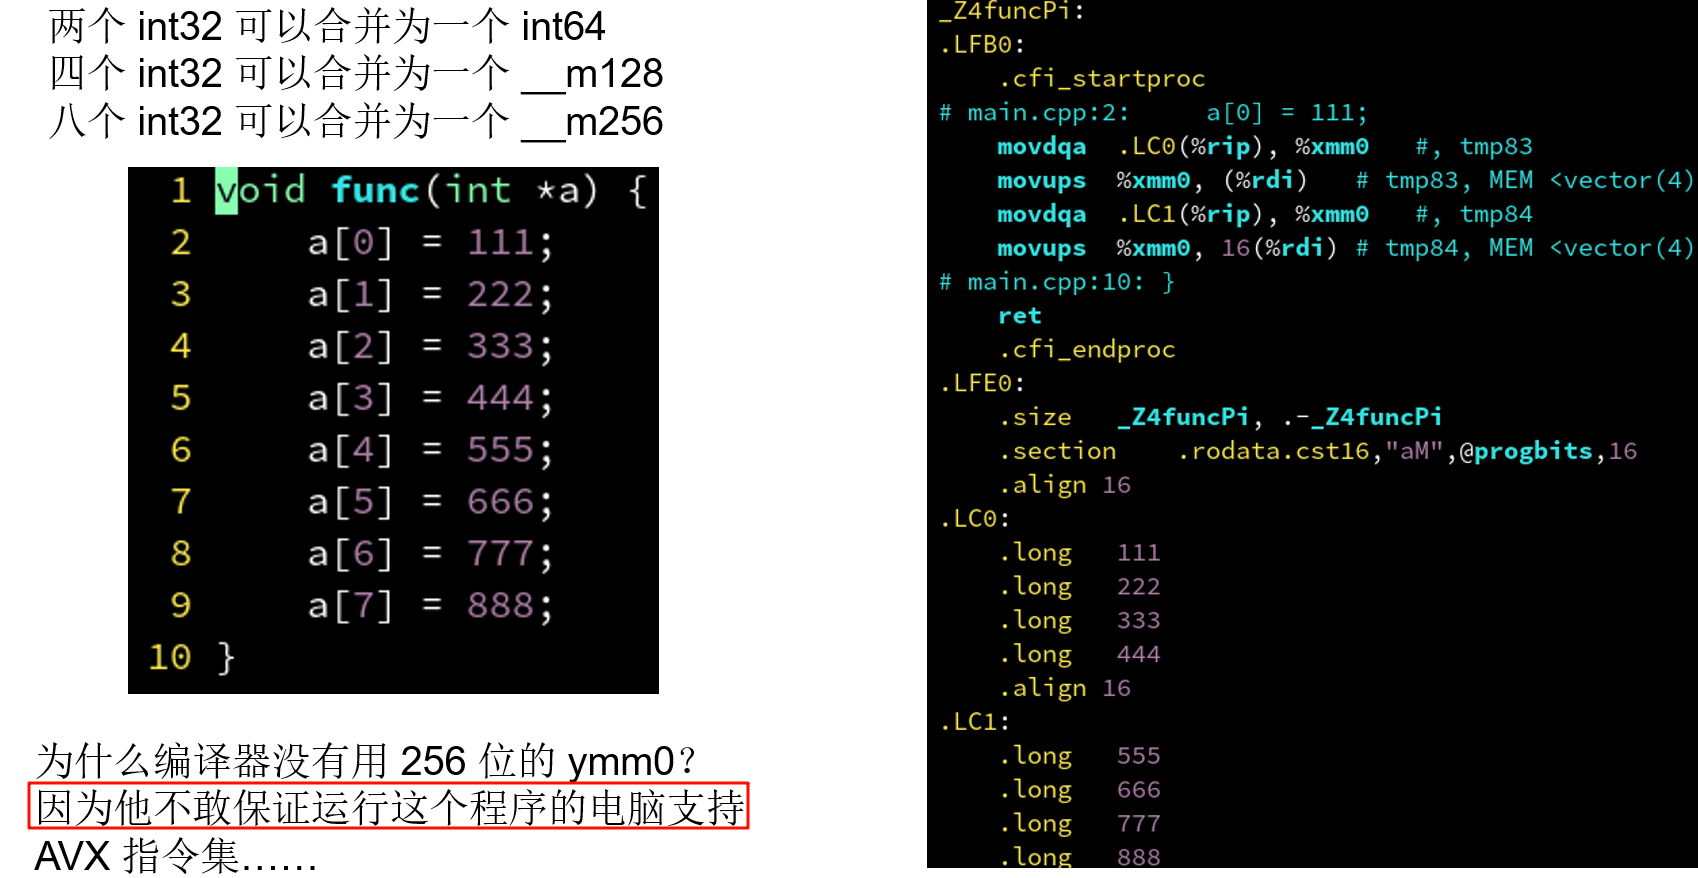 两个 int32 可以合并为一个 int64
四个 int32 可以合并为一个 __m128
八个 int32 可以合并为一个 __m256
1 void func(int *a) {
2     a[0] = 111;
3     a[1] = 222;
4     a[2] = 333;
5     a[3] = 444;
6     a[4] = 555;
7     a[5] = 666;
8     a[6] = 777;
9     a[7] = 888;
10 }
为什么编译器没有用 256 位的 ymm0？
因为他不敢保证运行这个程序的电脑支持
AVX 指令集……
_Z4funcPi:
.LFB0:
    .cfi_startproc
# main.cpp:2:     a[0] = 111;
    movdqa  .LC0(%rip), %xmm0   #, tmp83
    movups  %xmm0, (%rdi)   # tmp83, MEM <vector(4)
    movdqa  .LC1(%rip), %xmm0   #, tmp84
    movups  %xmm0, 16(%rdi) # tmp84, MEM <vector(4)
# main.cpp:10: }
    ret
    .cfi_endproc
.LFE0:
    .size   _Z4funcPi, .-_Z4funcPi
    .section    .rodata.cst16,"aM",@progbits,16
    .align 16
.LC0:
    .long   111
    .long   222
    .long   333
    .long   444
    .align 16
.LC1:
    .long   555
    .long   666
    .long   777
    .long   888